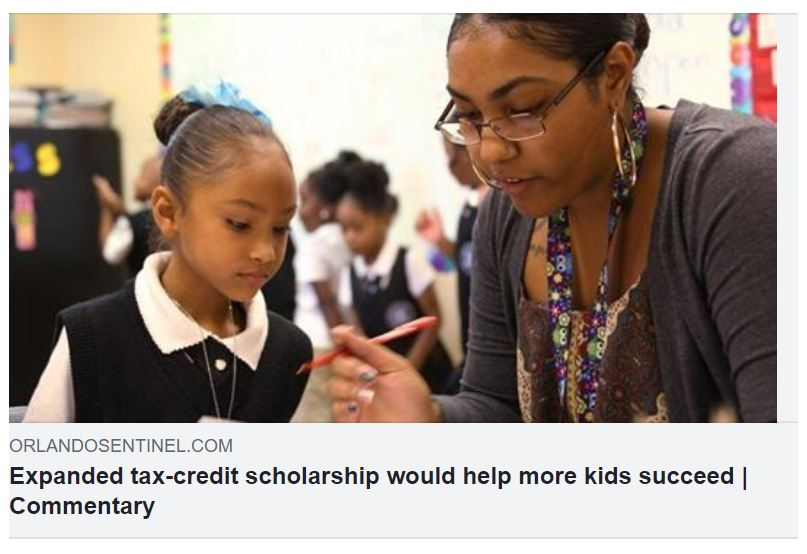 ORLANDOSENTINEL.COM
Expanded tax-credit scholarship would help more kids succeed |
Commentary